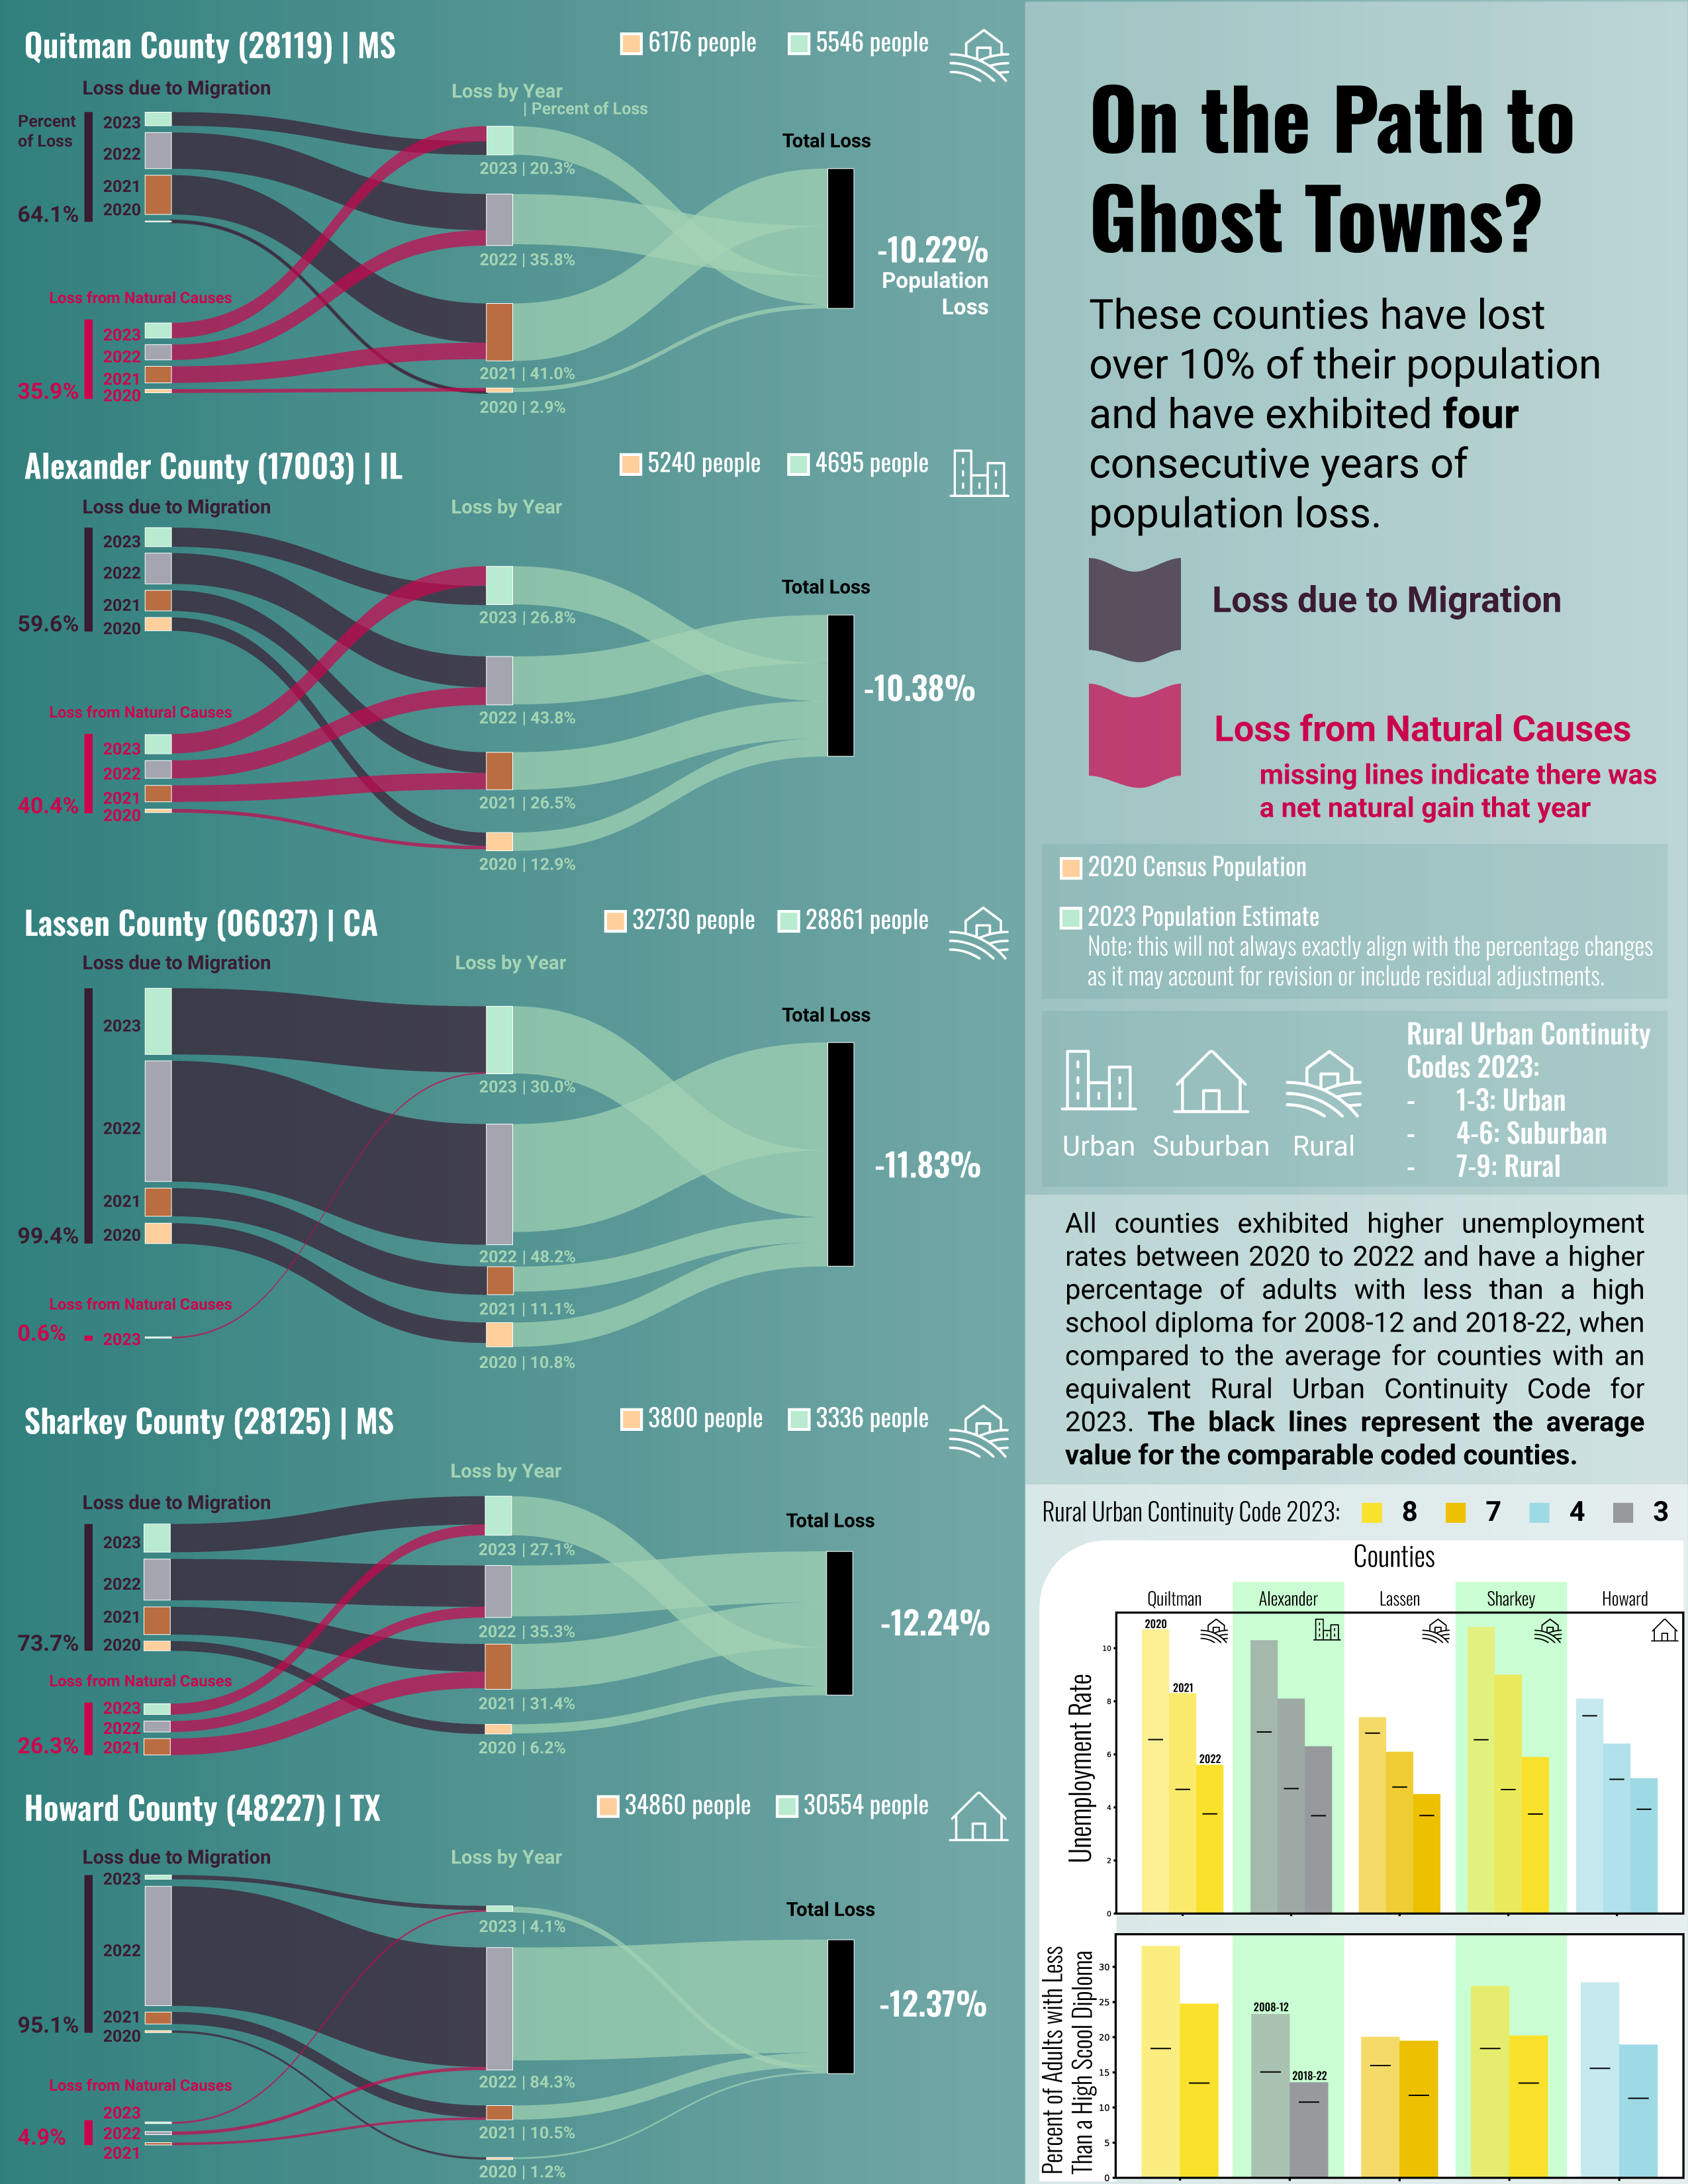 Quitman County (28119) | MS
6176 people
5546 people
Loss due to Migration
Loss by Year
| Percent of Loss
Percent
of Loss
2023
2022
2021
2020
64.1%
Total Loss
2023 | 20.3%
2022 | 35.8%
2021 | 41.0%
2020 | 2.9%
-10.22%
Population
Loss
Loss from Natural Causes
2023
2022
2021
2020
35.9%
Alexander County (17003) | IL
5240 people
4695 people
Loss due to Migration
Loss by Year
2023
2022
2021
2020
59.6%
Total Loss
2023 | 26.8%
2022 | 43.8%
2021 | 26.5%
2020 | 12.9%
-10.38%
Loss from Natural Causes
2023
2022
2021
2020
40.4%
Lassen County (06037) | CA
32730 people
28861 people
Loss due to Migration
Loss by Year
2023
2022
2021
2020
99.4%
Total Loss
2023 | 30.0%
2022 | 48.2%
2021 | 11.1%
2020 | 10.8%
-11.83%
Loss from Natural Causes
0.6%
2023
Sharkey County (28125) | MS
3800 people
3336 people
Loss by Year
Loss due to Migration
2023
2022
2021
2020
73.7%
Total Loss
2023 | 27.1%
2022 | 35.3%
2021 | 31.4%
2020 | 6.2%
-12.24%
Loss from Natural Causes
2023
2022
2021
26.3%
Howard County (48227) | TX
34860 people
30554 people
Loss due to Migration
Loss by Year
2023
2022
2021
2020
95.1%
Total Loss
2023 | 4.1%
2022 | 84.3%
2021 | 10.5%
2020 | 1.2%
-12.37%
Loss from Natural Causes
2023
2022
2021
4.9%
On the Path to
Ghost Towns?
These counties have lost
over 10% of their population
and have exhibited four
consecutive years of
population loss.
Loss due to Migration
Loss from Natural Causes
missing lines indicate there was
a net natural gain that year
2020 Census Population
2023 Population Estimate
Note: this will not always exactly align with the percentage changes
as it may account for revision or include residual adjustments.
Urban
Suburban
Rural
Rural Urban Continuity
Codes 2023:
- 1-3: Urban
- 4-6: Suburban
- 7-9: Rural
All counties exhibited higher unemployment
rates between 2020 to 2022 and have a higher
percentage of adults with less than a high
school diploma for 2008-12 and 2018-22, when
compared to the average for counties with an
equivalent Rural Urban Continuity Code for
2023. The black lines represent the average
value for the comparable coded counties.
Rural Urban Continuity Code 2023: 8 7 4 3
Counties
Quiltman
Alexander
Lassen
Sharkey
Howard
Unemployment Rate
10
8
6
4
2
0
2020
2021
2022
Percent of Adults with Less
Than a High Scool Diploma
30
25
20
15
10
5
0
2008-12
2018-22